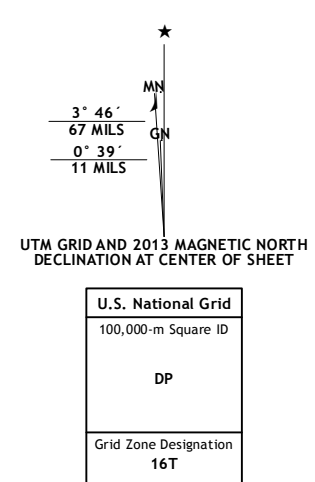 ★
MN
3° 46´
67 MILS
GN
0° 39´
11 MILS
UTM GRID AND 2013 MAGNETIC NORTH
DECLINATION AT CENTER OF SHEET
U.S. National Grid
100,000-m Square ID
DP
Grid Zone Designation
16T